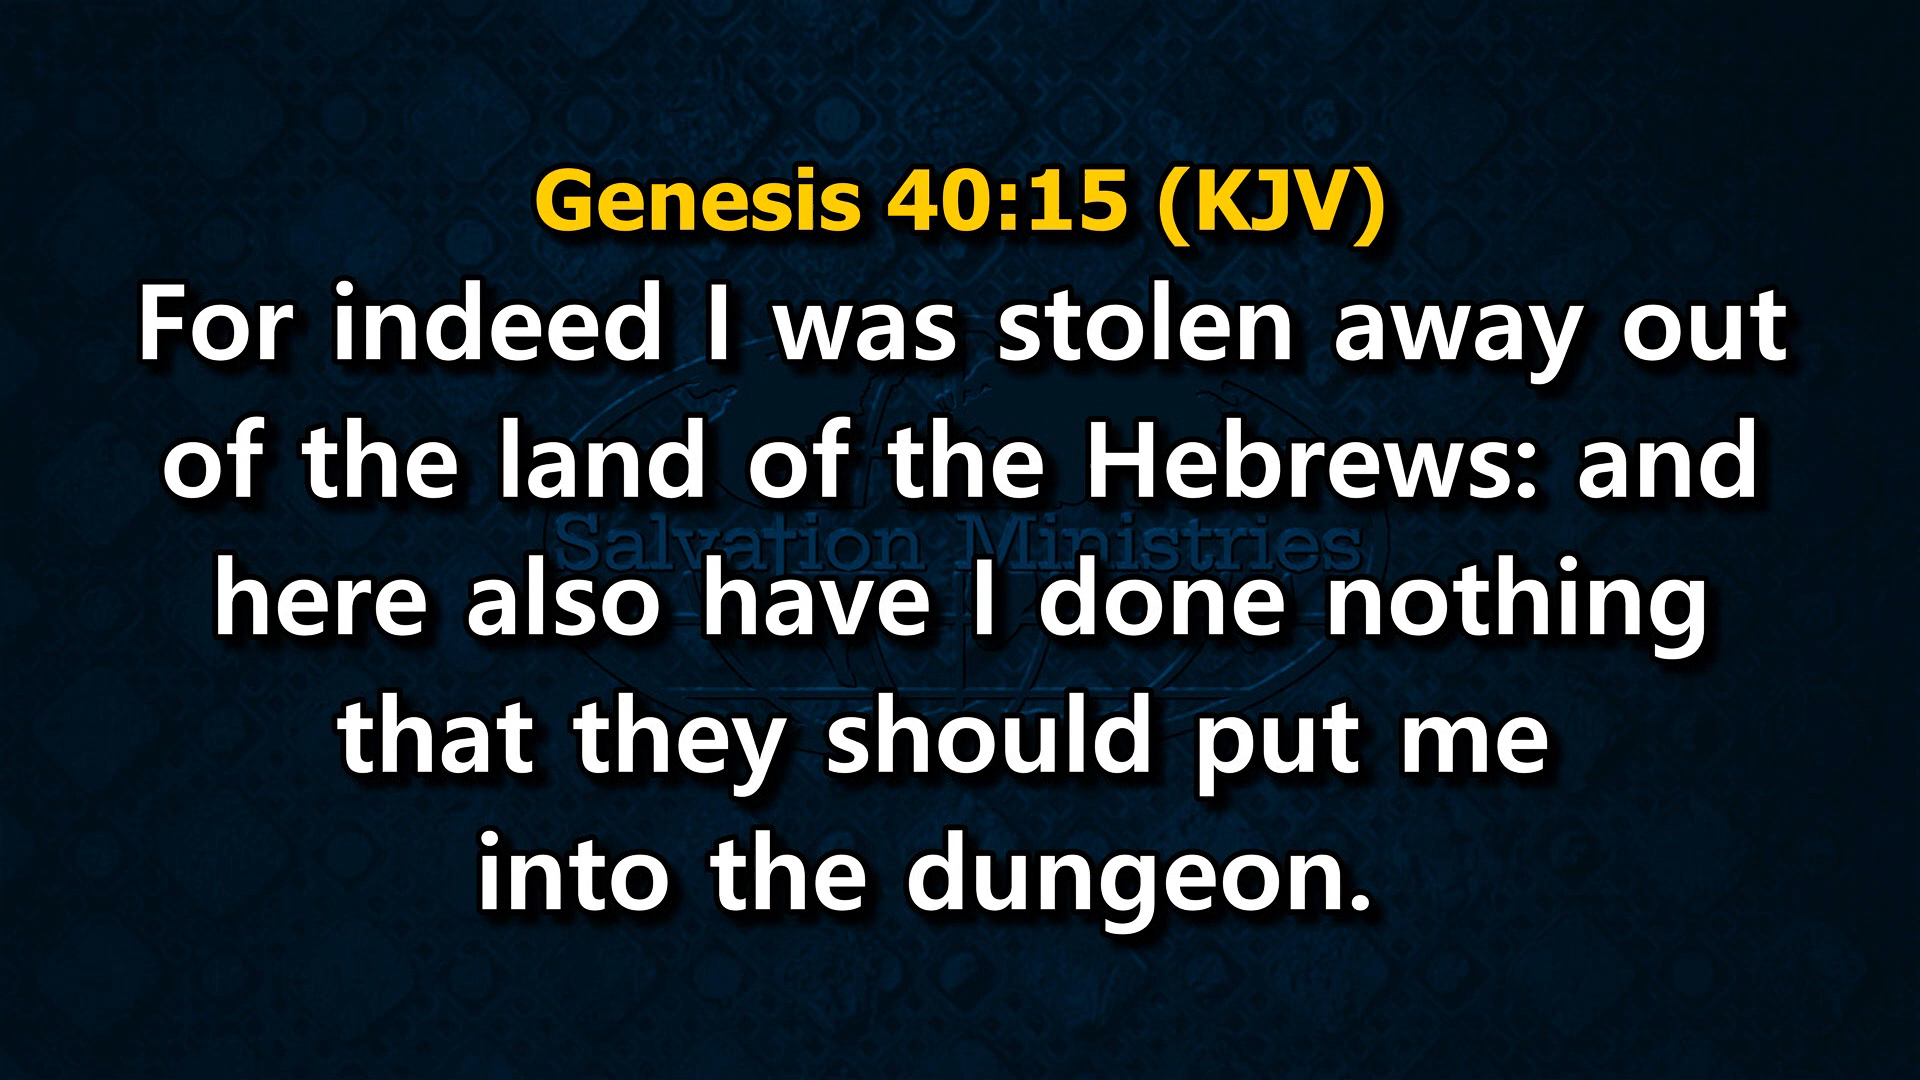 Genesis 40:15 (KJV)
For indeed I was stolen away out
of the land of the Hebrews: and
Salvation Ministries
here also have I done nothing
that they should put me
into the dungeon.